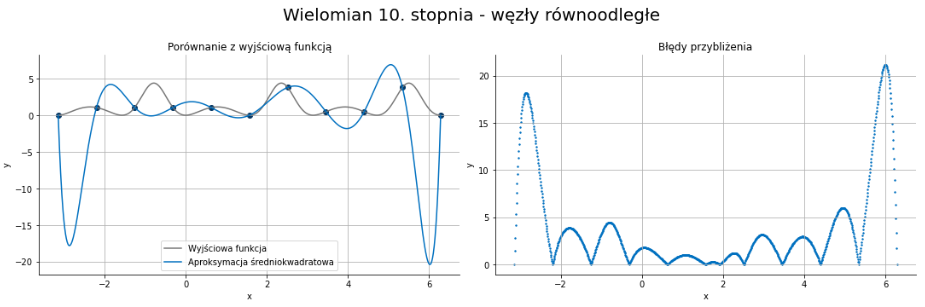 Wielomian 10. stopnia - węzły równoodległe
Porównanie z wyjściową funkcją
5
0
−5
−10
−15
−20
y
−2
0
2
4
6
x
Wyjściowa funkcja
Aproksymacja średniokwadratowa
Błędy przybliżenia
20
15
10
5
0
y
−2
0
2
4
6
x